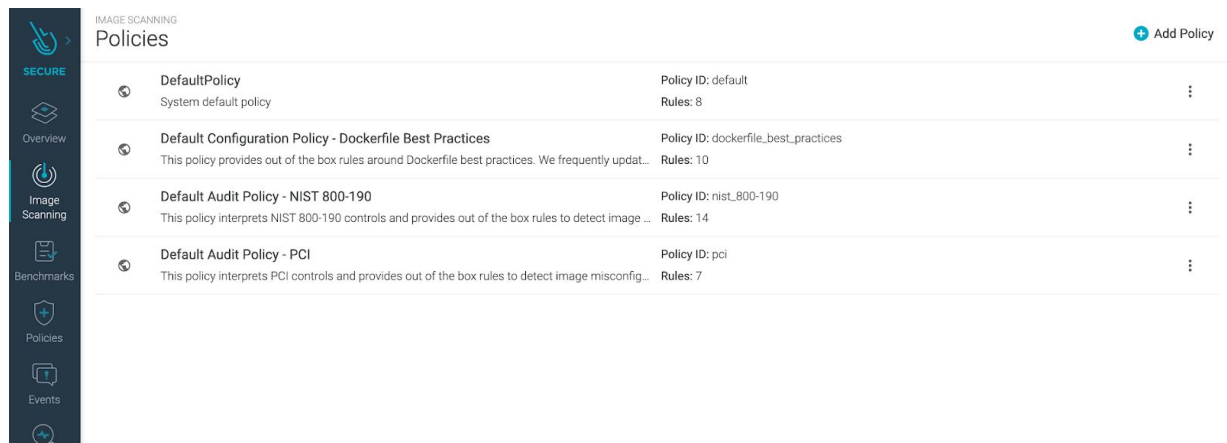 SECURE
Overview
Image
Scanning
Benchmarks
Policies
Events
IMAGE SCANNING
Policies
Add Policy
DefaultPolicy
System default policy
Policy ID: default
Rules: 8
Default Configuration Policy - Dockerfile Best Practices
This policy provides out of the box rules around Dockerfile best practices. We frequently updat...
Policy ID: dockerfile_best_practices
Rules: 10
Default Audit Policy - NIST 800-190
This policy interprets NIST 800-190 controls and provides out of the box rules to detect image ...
Policy ID: nist_800-190
Rules: 14
Default Audit Policy - PCI
This policy interprets PCI controls and provides out of the box rules to detect image misconfig...
Policy ID: pci
Rules: 7